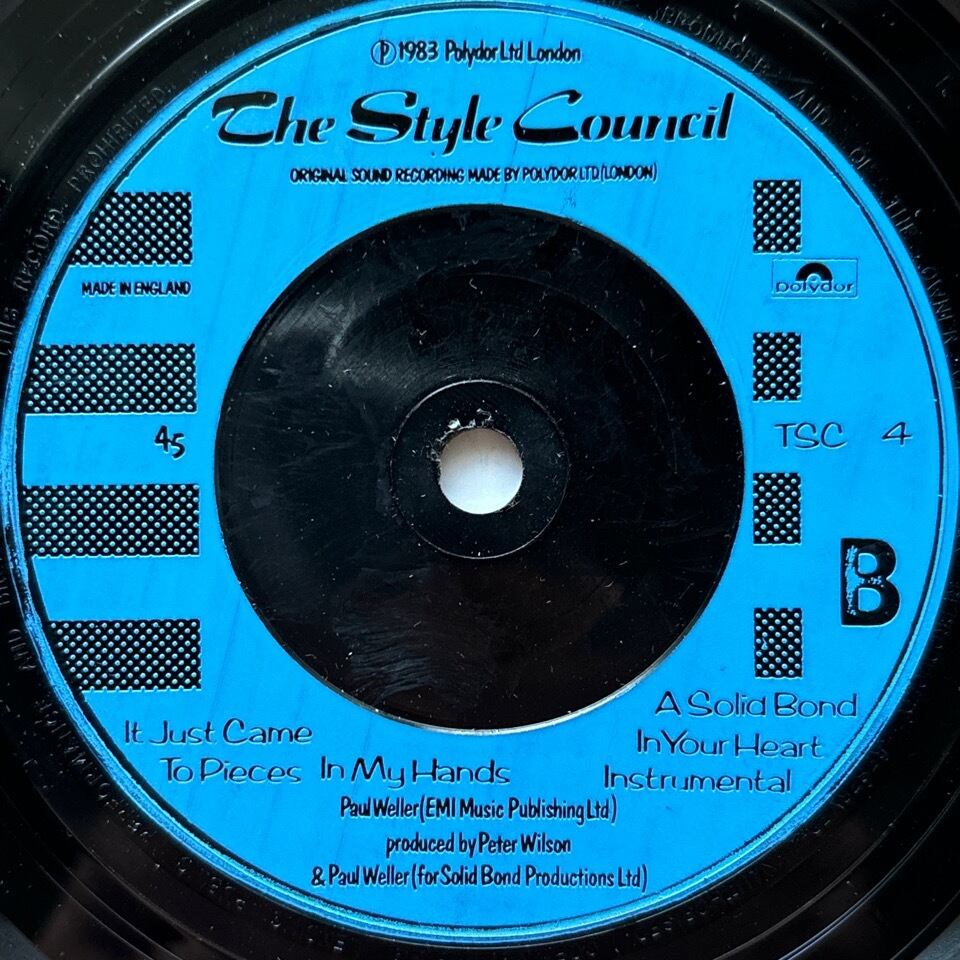 ℗ 1983 Polydor Ltd London
The Style Council
ORIGINAL SOUND RECORDING MADE BY POLYDOR LTD (LONDON)
MADE IN ENGLAND
polydor
45
TSC 4
B
It Just Came
To Pieces In My Hands
A Solid Bond
In Your Heart
Instrumental
Paul Weller (EMI Music Publishing Ltd)
produced by Peter Wilson
& Paul Weller (for Solid Bond Productions Ltd)